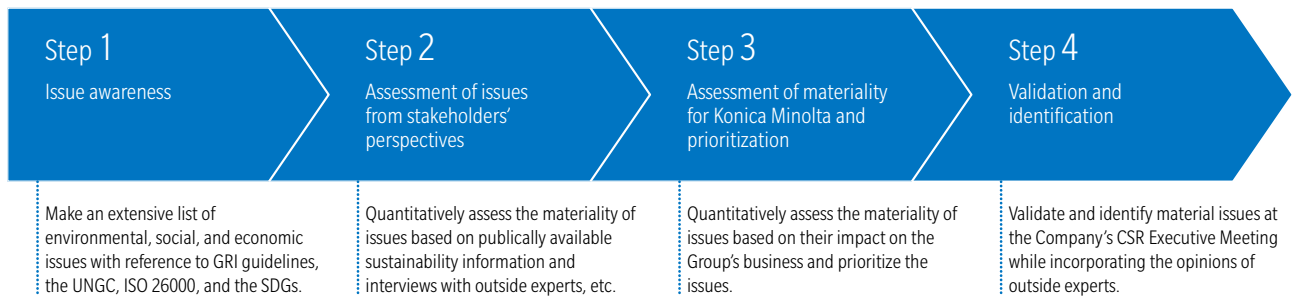 Step 1
Issue awareness
Make an extensive list of
environmental, social, and economic
issues with reference to GRI guidelines,
the UNGC, ISO 26000, and the SDGs.
Step 2
Assessment of issues
from stakeholders'
perspectives
Quantitatively assess the materiality of
issues based on publically available
sustainability information and
interviews with outside experts, etc.
Step 3
Assessment of materiality
for Konica Minolta and
prioritization
Quantitatively assess the materiality of
issues based on their impact on the
Group's business and prioritize the
issues.
Step 4
Validation and
identification
Validate and identify material issues at
the Company's CSR Executive Meeting
while incorporating the opinions of
outside experts.